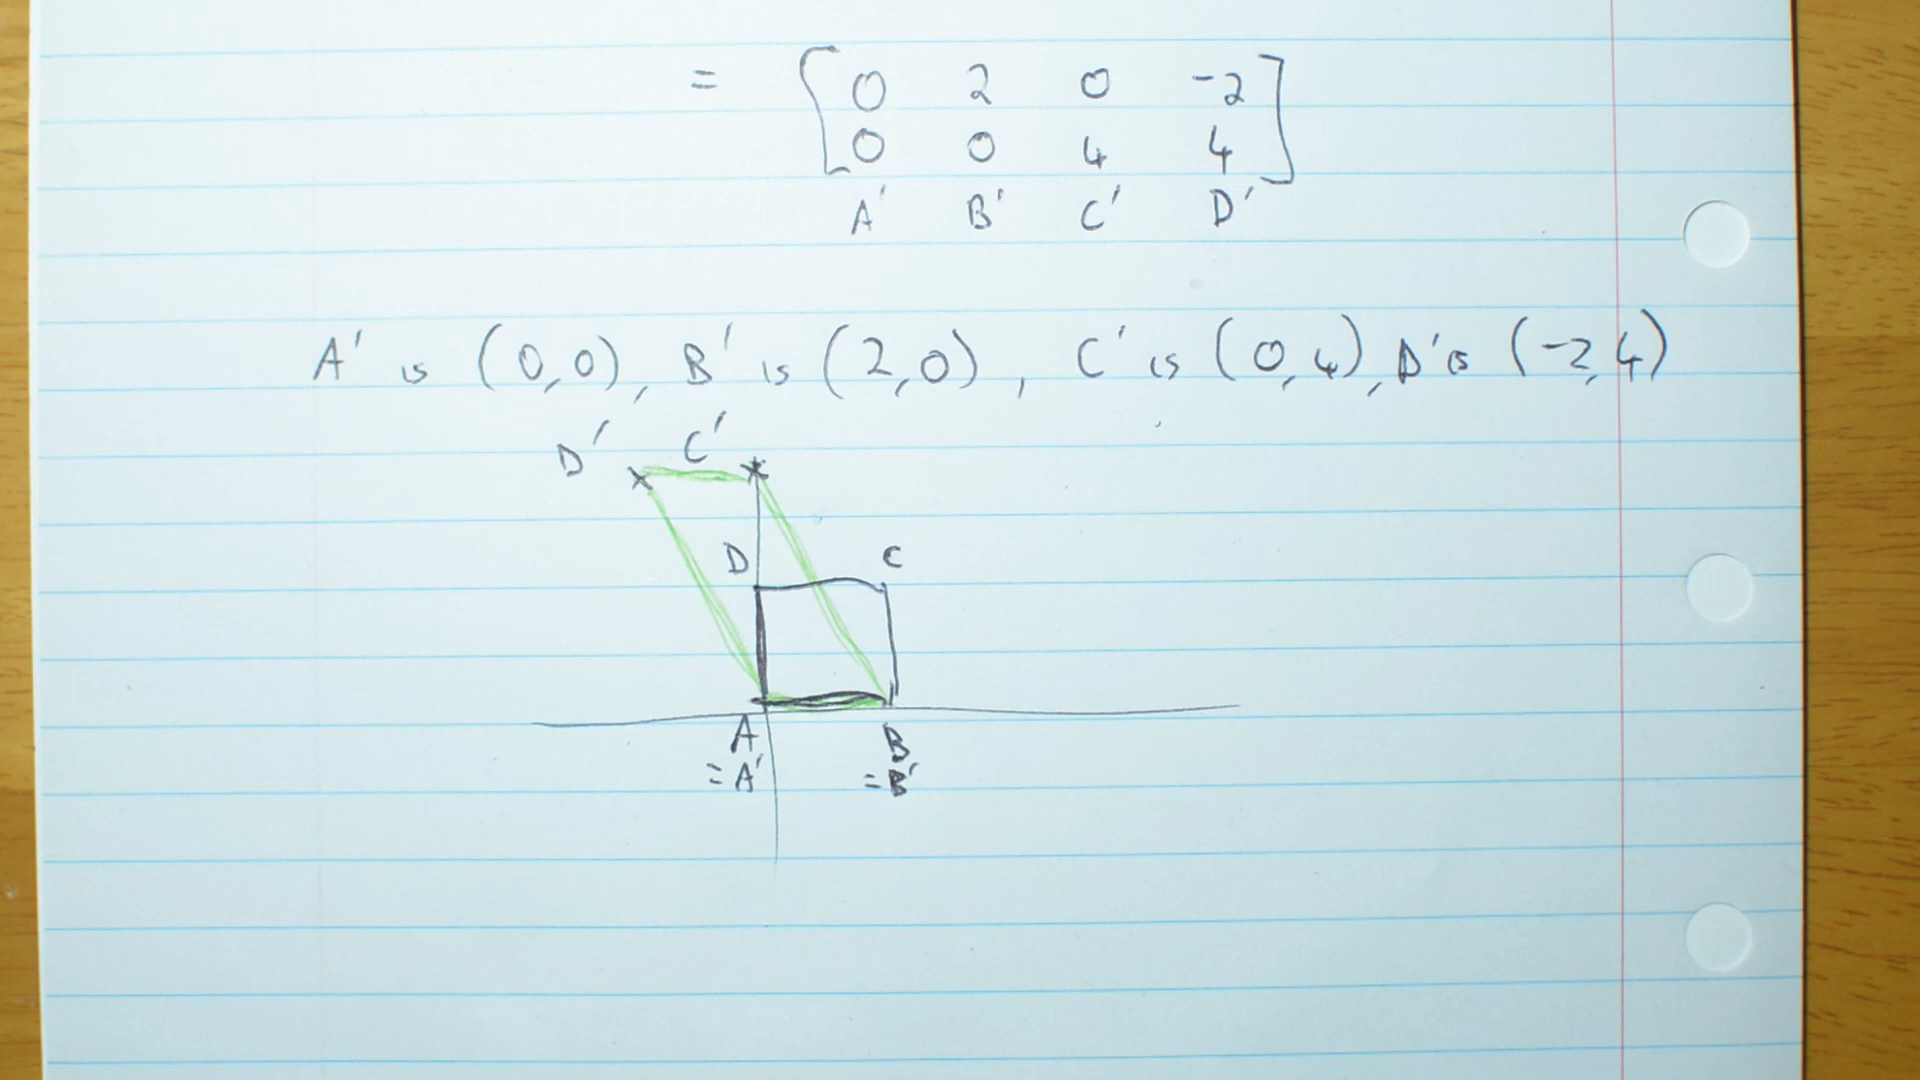 = [ 0 2 0 -2
0 0 4 4 ]
A' B' C' D'
A' is (0,0), B' is (2,0), C' is (0,4), D' is (-2,4)
D' C'
D C
A B
= A' = B'